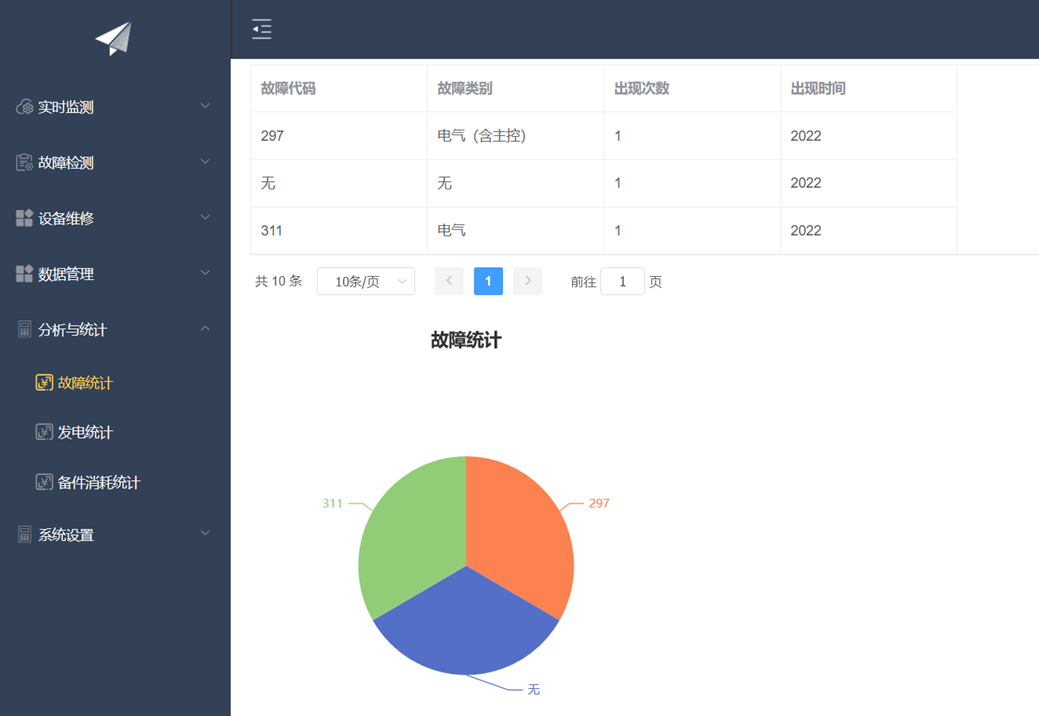 实时监测
故障检测
设备维修
数据管理
分析与统计
故障统计
发电统计
备件消耗统计
系统设置
故障代码 故障类别 出现次数 出现时间
297 电气（含主控） 1 2022
无 无 1 2022
311 电气 1 2022
共 10 条 10条/页 1 前往 1 页
故障统计
311
297
无